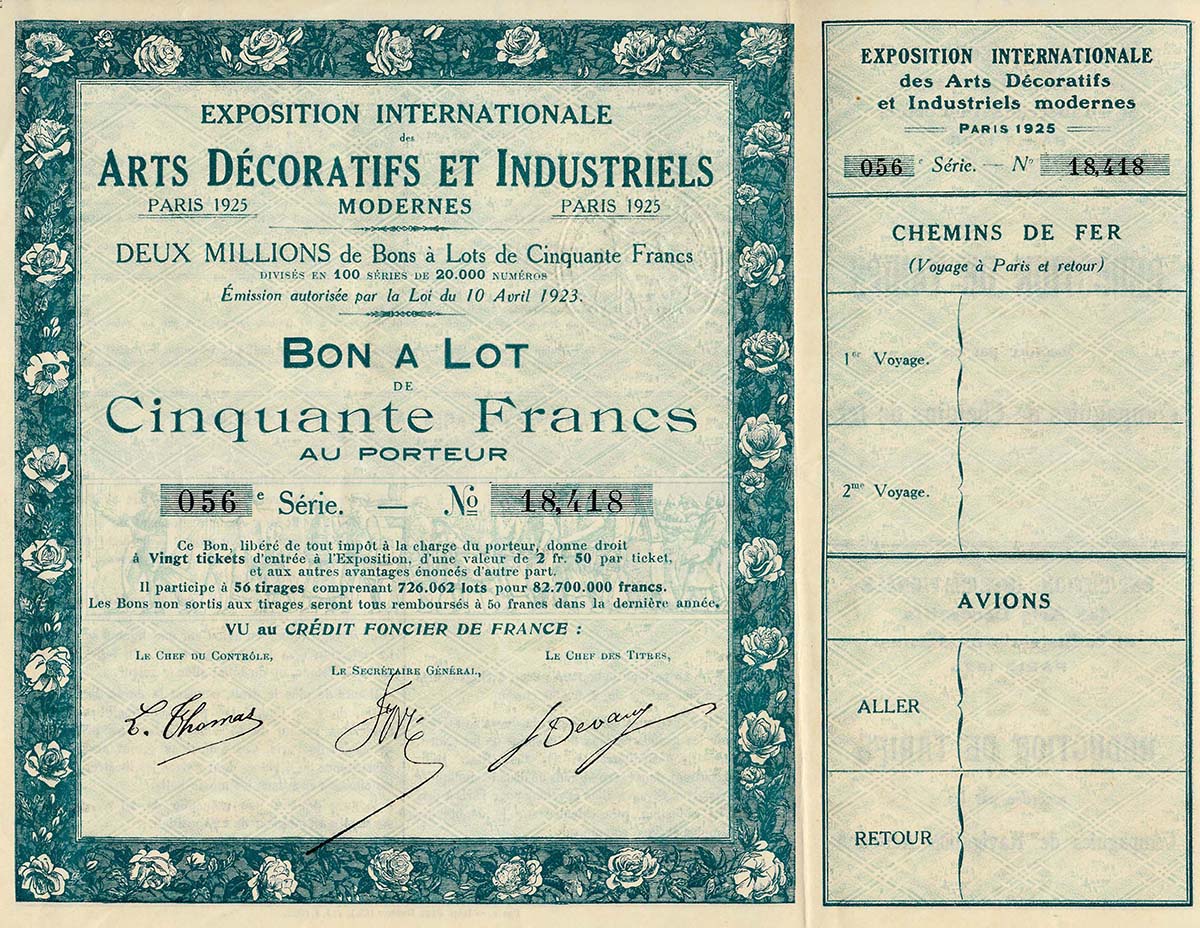 EXPOSITION INTERNATIONALE
des
ARTS DÉCORATIFS ET INDUSTRIELS
PARIS 1925 MODERNES PARIS 1925
DEUX MILLIONS de Bons à Lots de Cinquante Francs
DIVISÉS EN 100 SÉRIES DE 20.000 NUMÉROS
Émission autorisée par la Loi du 10 Avril 1923.
BON A LOT
DE
Cinquante Francs
AU PORTEUR
056e Série. — No 18,418
Ce Bon, libéré de tout impôt à la charge du porteur, donne droit
à Vingt tickets d'entrée à l'Exposition, d'une valeur de 2 fr. 50 par ticket,
et aux autres avantages énoncés d'autre part.
Il participe à 56 tirages comprenant 726.062 lots pour 82.700.000 francs.
Les Bons non sortis aux tirages seront tous remboursés à 50 francs dans la dernière année.
VU au CRÉDIT FONCIER DE FRANCE :
LE CHEF DU CONTRÔLE,
LE SECRÉTAIRE GÉNÉRAL,
LE CHEF DES TITRES,
L. Thomas
EXPOSITION INTERNATIONALE
des Arts Décoratifs
et Industriels modernes
PARIS 1925
056e Série. — No 18,418
CHEMINS DE FER
(Voyage à Paris et retour)
1er Voyage.
2me Voyage.
AVIONS
ALLER
RETOUR